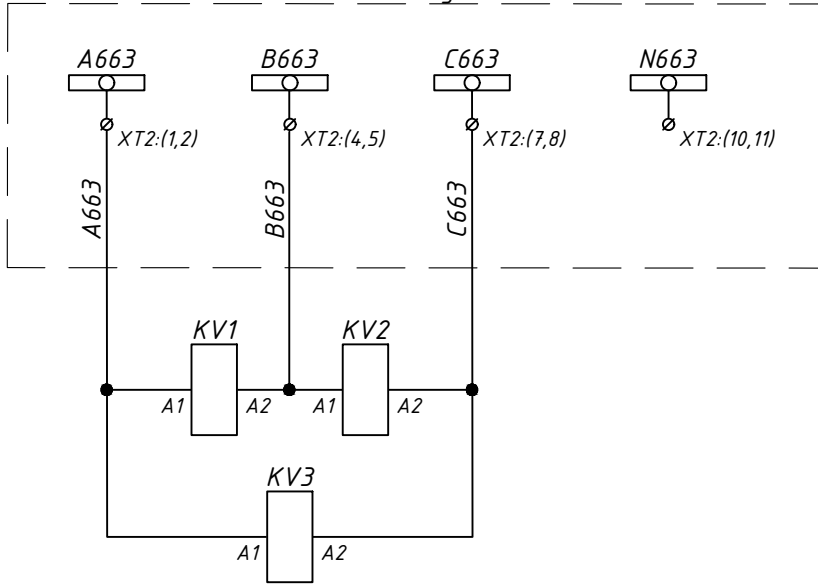 A663 B663 C663 N663
XT2:(1,2) XT2:(4,5) XT2:(7,8) XT2:(10,11)
A663 B663 C663
KV1 KV2
A1 A2 A1 A2
KV3
A1 A2